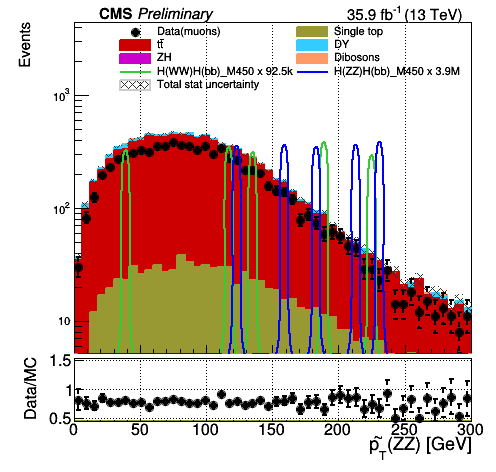 CMS Preliminary 35.9 fb⁻¹ (13 TeV)
Data(muons) Single top
tt̄ DY
ZH Dibosons
H(WW)H(bb)_M450 x 92.5k H(ZZ)H(bb)_M450 x 3.9M
Total stat uncertainty
Events
10³
Events
10²
10
Data/MC
1.5
1
0.5
0 50 100 150 200 250 300
p̃_T(ZZ) [GeV]